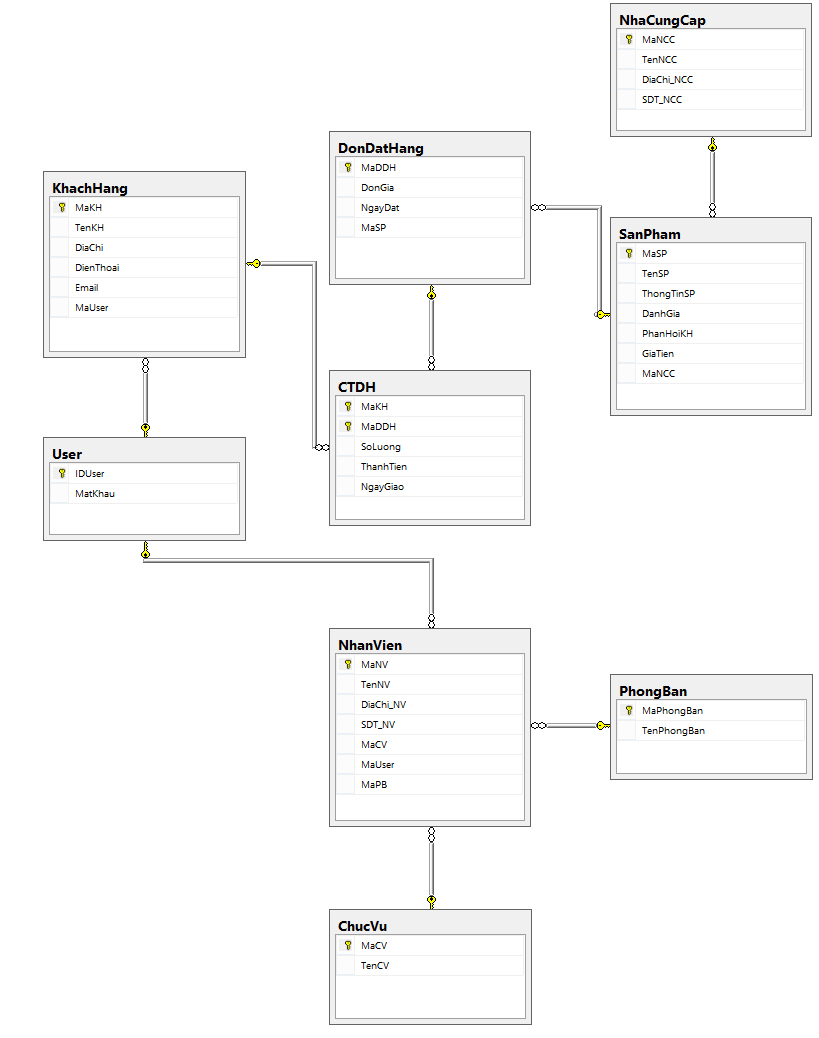 NhaCungCap
MaNCC
TenNCC
DiaChi_NCC
SDT_NCC
DonDatHang
MaDDH
DonGia
NgayDat
MaSP
KhachHang
MaKH
TenKH
DiaChi
DienThoai
Email
MaUser
SanPham
MaSP
TenSP
ThongTinSP
DanhGia
PhanHoiKH
GiaTien
MaNCC
CTDH
MaKH
MaDDH
SoLuong
ThanhTien
NgayGiao
User
IDUser
MatKhau
NhanVien
MaNV
TenNV
DiaChi_NV
SDT_NV
MaCV
MaUser
MaPB
PhongBan
MaPhongBan
TenPhongBan
ChucVu
MaCV
TenCV